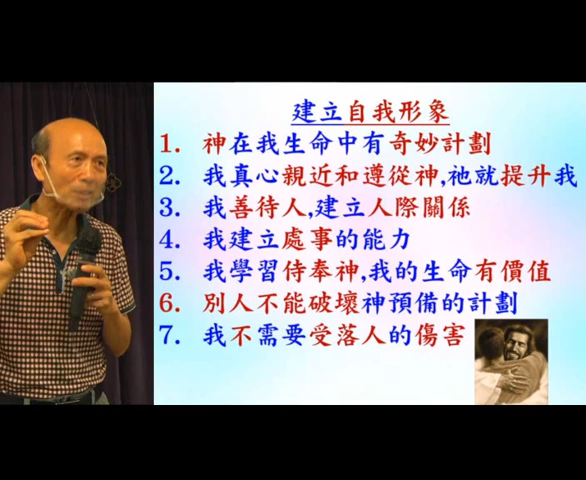 建立自我形象
1. 神在我生命中有奇妙計劃
2. 我真心親近和遵從神,祂就提升我
3. 我善待人,建立人際關係
4. 我建立處事的能力
5. 我學習侍奉神,我的生命有價值
6. 別人不能破壞神預備的計劃
7. 我不需要受落人的傷害